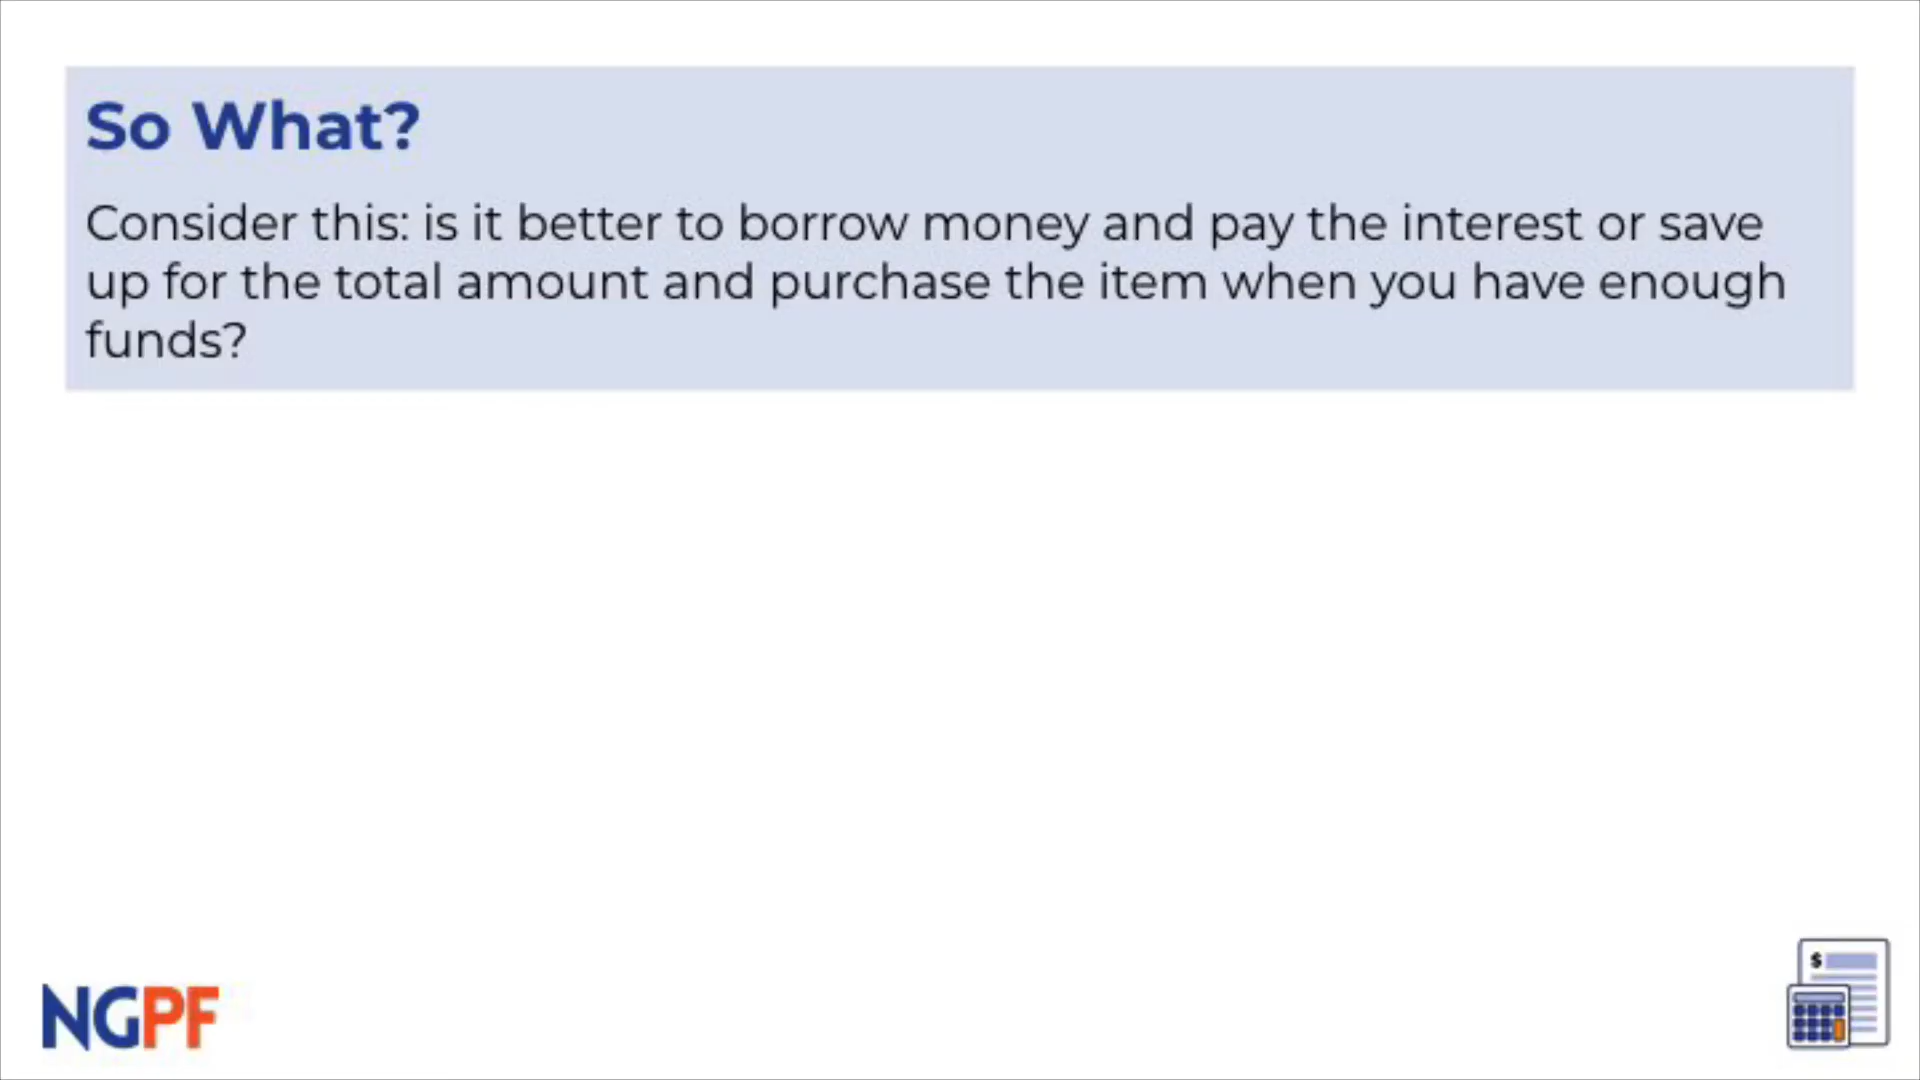 So What?
Consider this: is it better to borrow money and pay the interest or save
up for the total amount and purchase the item when you have enough
funds?
$
NGPF